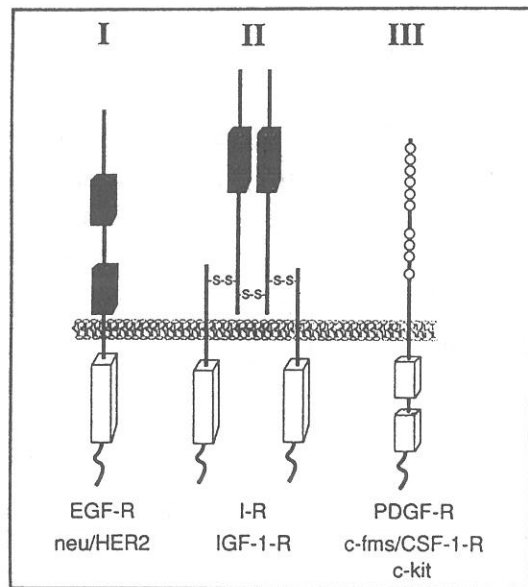 I II III
S-S S-S
S-S
EGF-R I-R PDGF-R
neu/HER2 IGF-1-R c-fms/CSF-1-R
c-kit